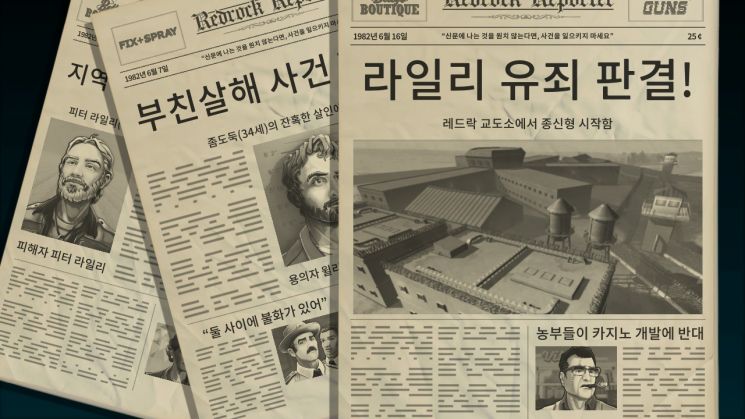 지역
피터 라일리
피해자 피터 라일리
FIX+SPRAY
Redrock Reporter
1982년 6월 7일
"신문에 나는 것을 원치 않는다면, 사건을 일으키지
부친살해 사건
좀도둑(34세)의 잔혹한 살인
용의자 윌리
"둘 사이에 불화가 있어"
BOUTIQUE
Redrock Reporter
GUNS
1982년 6월 16일
"신문에 나는 것을 원치 않는다면, 사건을 일으키지 마세요"
25 ¢
라일리 유죄 판결!
레드락 교도소에서 종신형 시작함
농부들이 카지노 개발에 반대